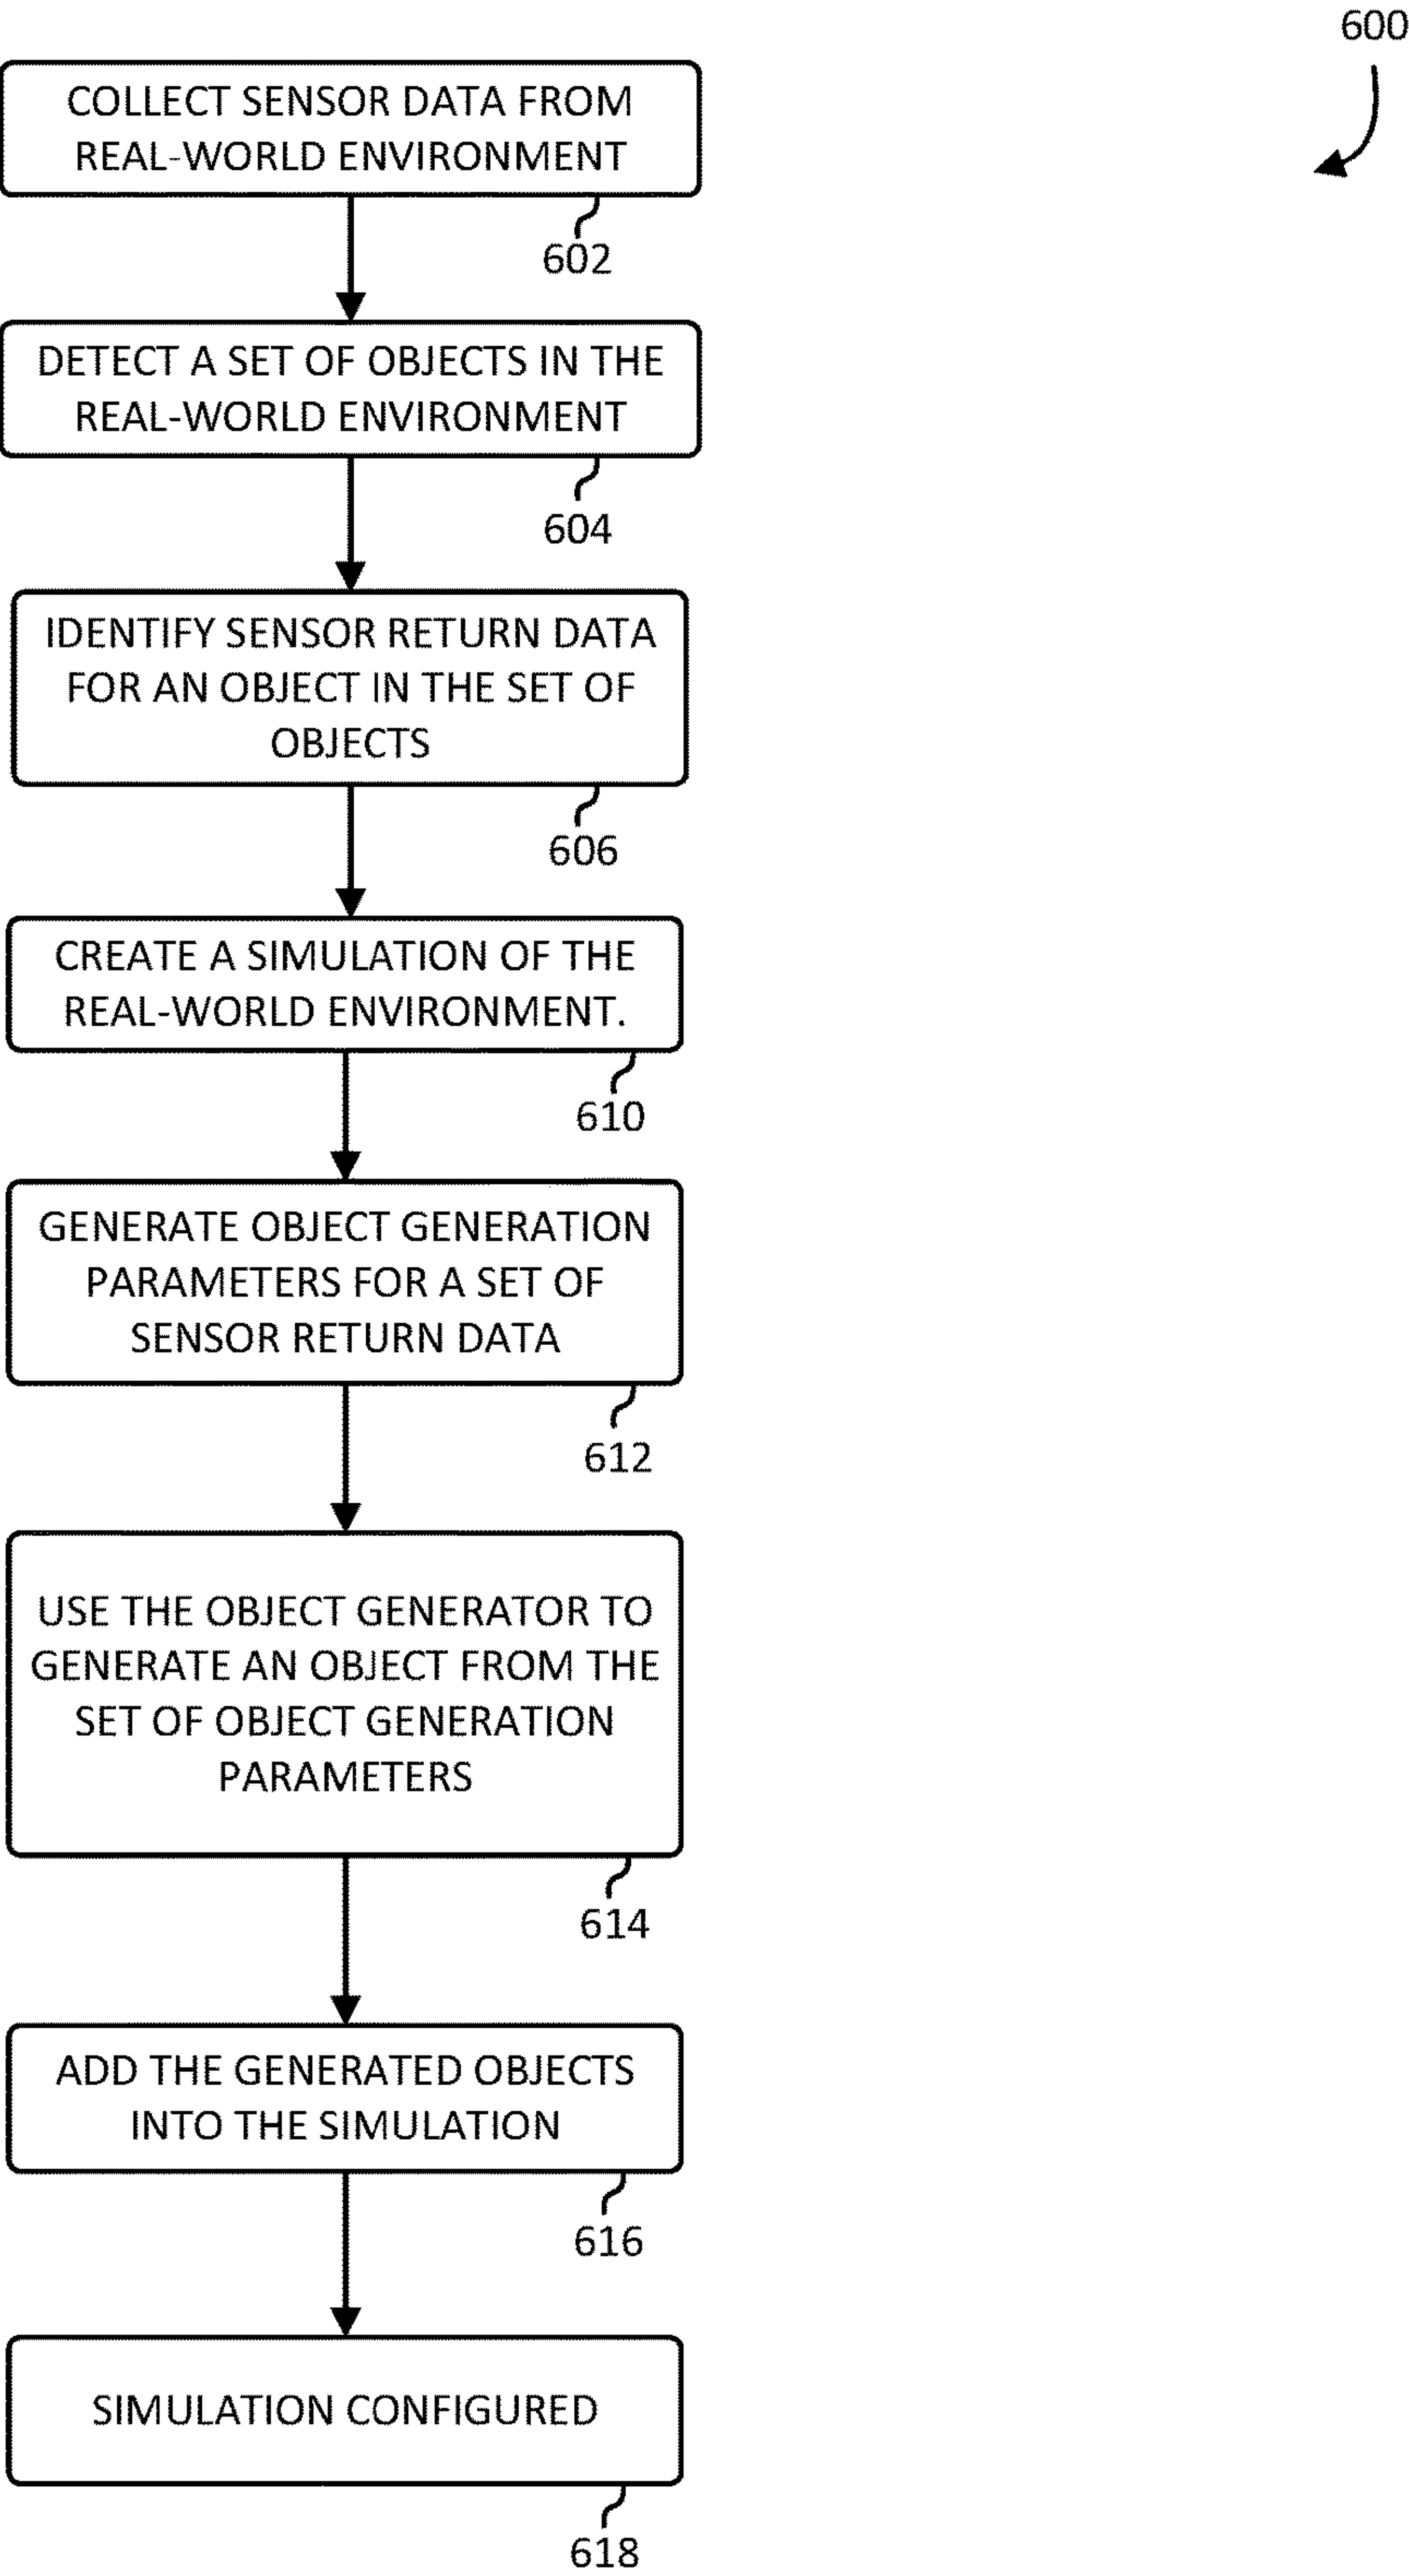 600
COLLECT SENSOR DATA FROM
REAL-WORLD ENVIRONMENT
602
DETECT A SET OF OBJECTS IN THE
REAL-WORLD ENVIRONMENT
604
IDENTIFY SENSOR RETURN DATA
FOR AN OBJECT IN THE SET OF
OBJECTS
606
CREATE A SIMULATION OF THE
REAL-WORLD ENVIRONMENT.
610
GENERATE OBJECT GENERATION
PARAMETERS FOR A SET OF
SENSOR RETURN DATA
612
USE THE OBJECT GENERATOR TO
GENERATE AN OBJECT FROM THE
SET OF OBJECT GENERATION
PARAMETERS
614
ADD THE GENERATED OBJECTS
INTO THE SIMULATION
616
SIMULATION CONFIGURED
618